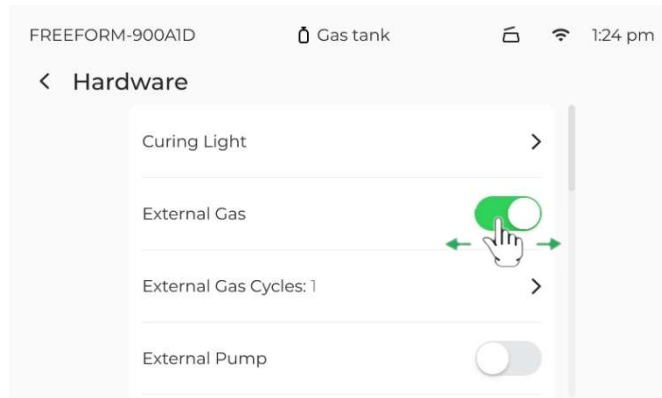 FREEFORM-900A1D Gas tank 1:24 pm
Hardware
Curing Light
External Gas
External Gas Cycles: 1
External Pump